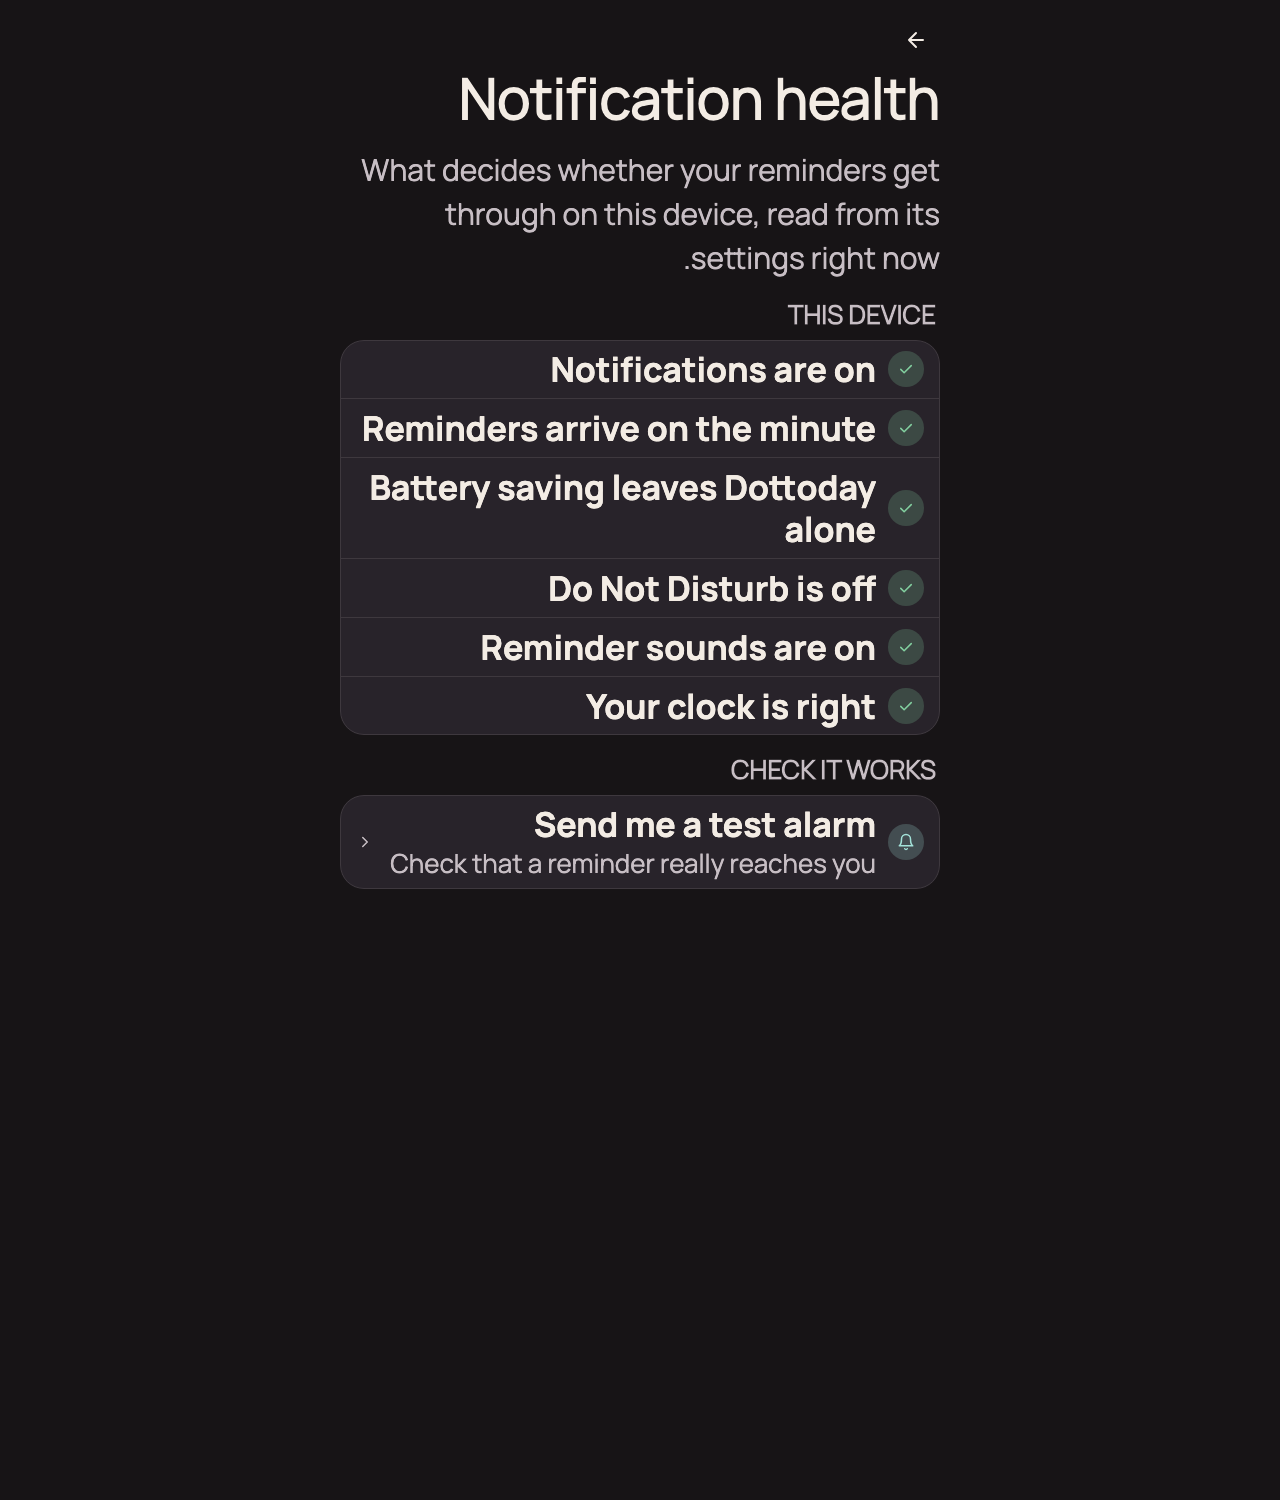 Notification health
What decides whether your reminders get
through on this device, read from its
.settings right now
THIS DEVICE
Notifications are on
Reminders arrive on the minute
Battery saving leaves Dottoday
alone
Do Not Disturb is off
Reminder sounds are on
Your clock is right
CHECK IT WORKS
Send me a test alarm
Check that a reminder really reaches you